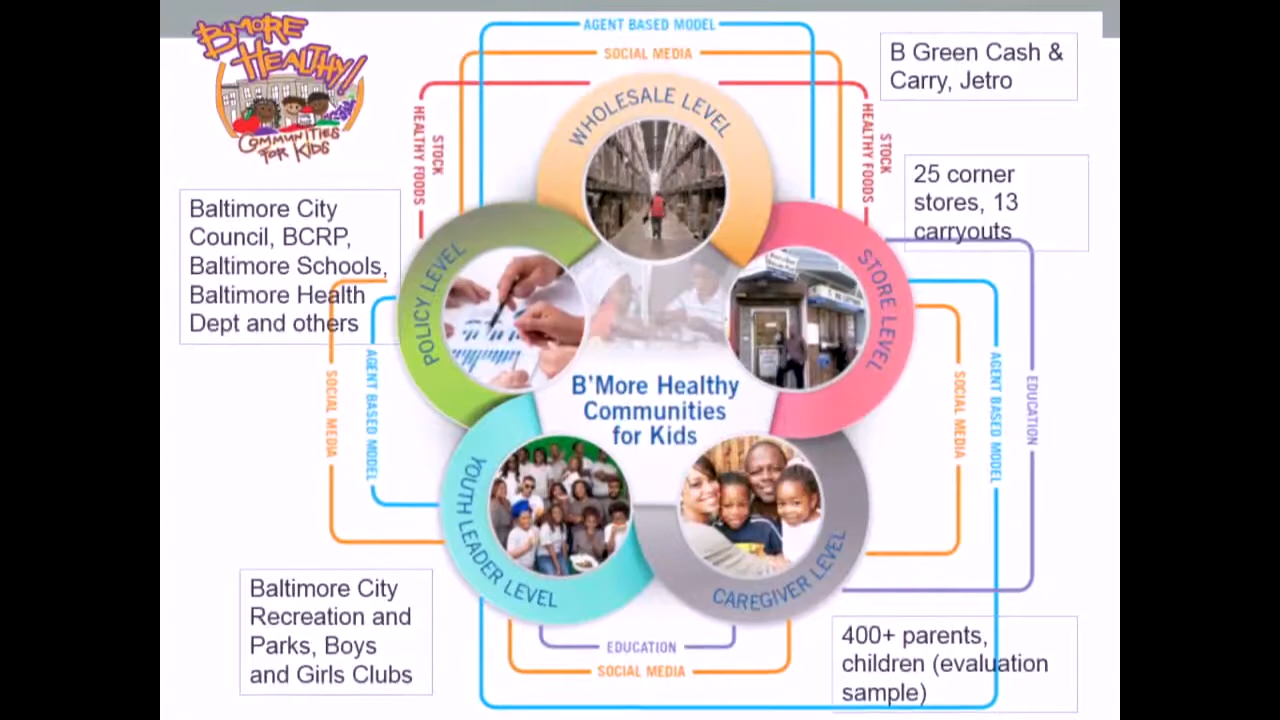 B'MORE
HEALTHY!
COMMUNITIES
FOR KIDS
AGENT BASED MODEL
SOCIAL MEDIA
B Green Cash &
Carry, Jetro
WHOLESALE LEVEL
STOCK
HEALTHY FOODS
STOCK
HEALTHY FOODS
25 corner
stores, 13
carryouts
Baltimore City
Council, BCRP,
Baltimore Schools,
Baltimore Health
Dept and others
POLICY LEVEL
STORE LEVEL
B'More Healthy
Communities
for Kids
SOCIAL MEDIA
AGENT BASED MODEL
SOCIAL MEDIA
AGENT BASED MODEL
EDUCATION
YOUTH LEADER LEVEL
CAREGIVER LEVEL
Baltimore City
Recreation and
Parks, Boys
and Girls Clubs
EDUCATION
SOCIAL MEDIA
400+ parents,
children (evaluation
sample)